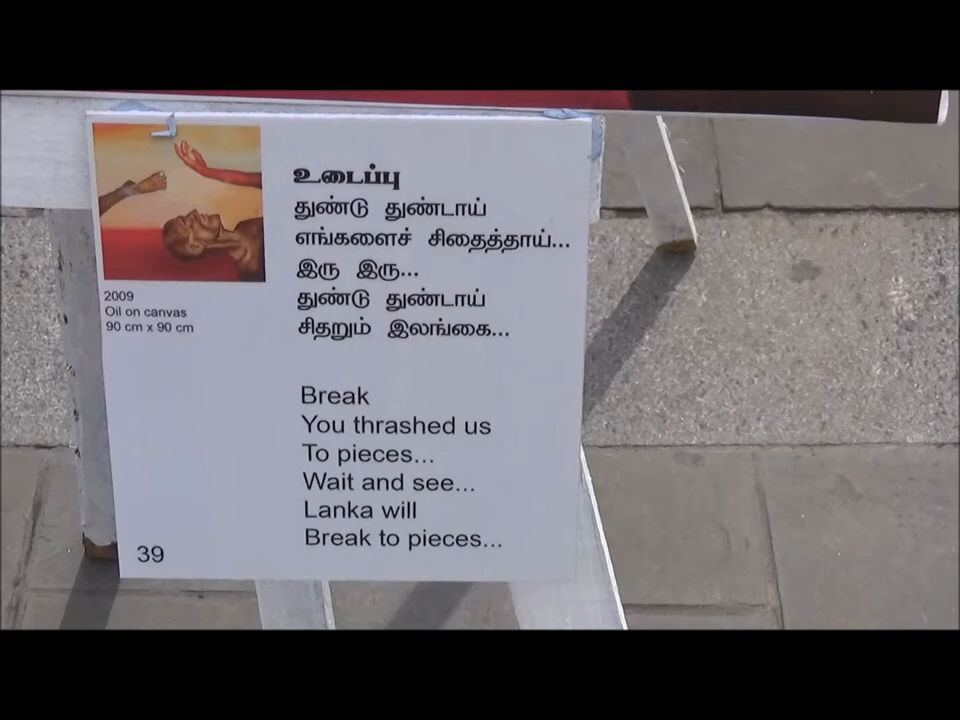 உடைப்பு
துண்டு துண்டாய்
எங்களைச் சிதைத்தாய்...
இரு இரு...
துண்டு துண்டாய்
சிதறும் இலங்கை...
2009
Oil on canvas
90 cm x 90 cm
Break
You thrashed us
To pieces...
Wait and see...
Lanka will
Break to pieces...
39